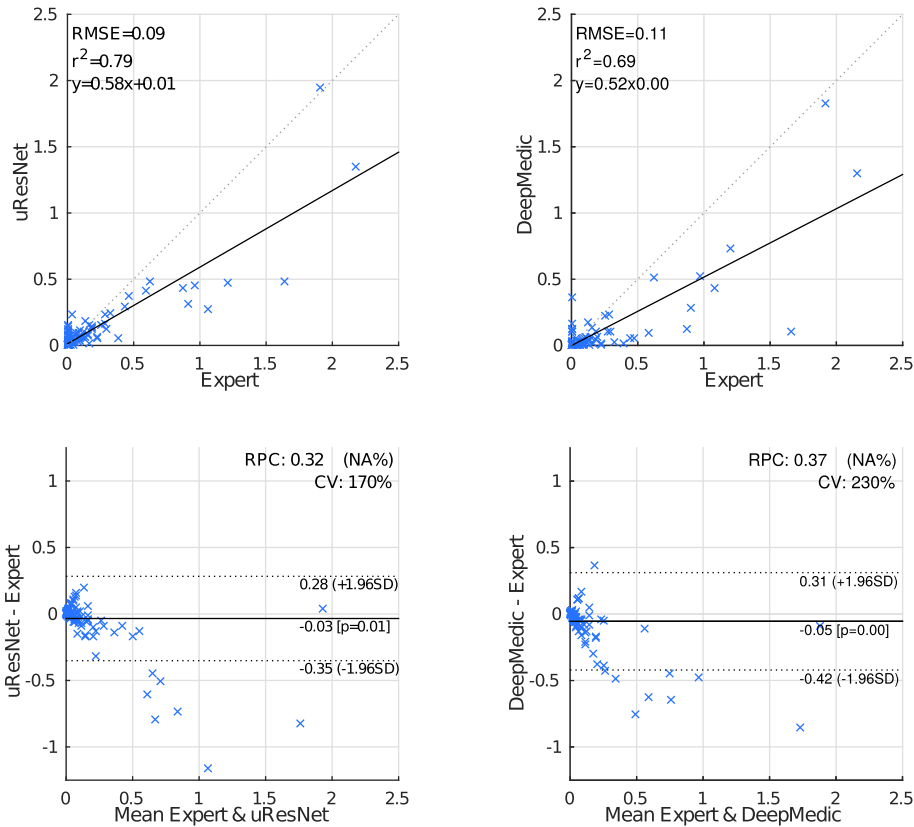 2.5
2
1.5
1
0.5
0
RMSE=0.09
r²=0.79
y=0.58x+0.01
uResNet
0
0.5
1
1.5
2
2.5
Expert
2.5
2
1.5
1
0.5
0
RMSE=0.11
r²=0.69
y=0.52x0.00
DeepMedic
0
0.5
1
1.5
2
2.5
Expert
1
0.5
0
-0.5
-1
RPC: 0.32 (NA%)
CV: 170%
0.28 (+1.96SD)
-0.03 [p=0.01]
-0.35 (-1.96SD)
uResNet - Expert
0
0.5
1
1.5
2
2.5
Mean Expert & uResNet
1
0.5
0
-0.5
-1
RPC: 0.37 (NA%)
CV: 230%
0.31 (+1.96SD)
-0.05 [p=0.00]
-0.42 (-1.96SD)
DeepMedic - Expert
0
0.5
1
1.5
2
2.5
Mean Expert & DeepMedic